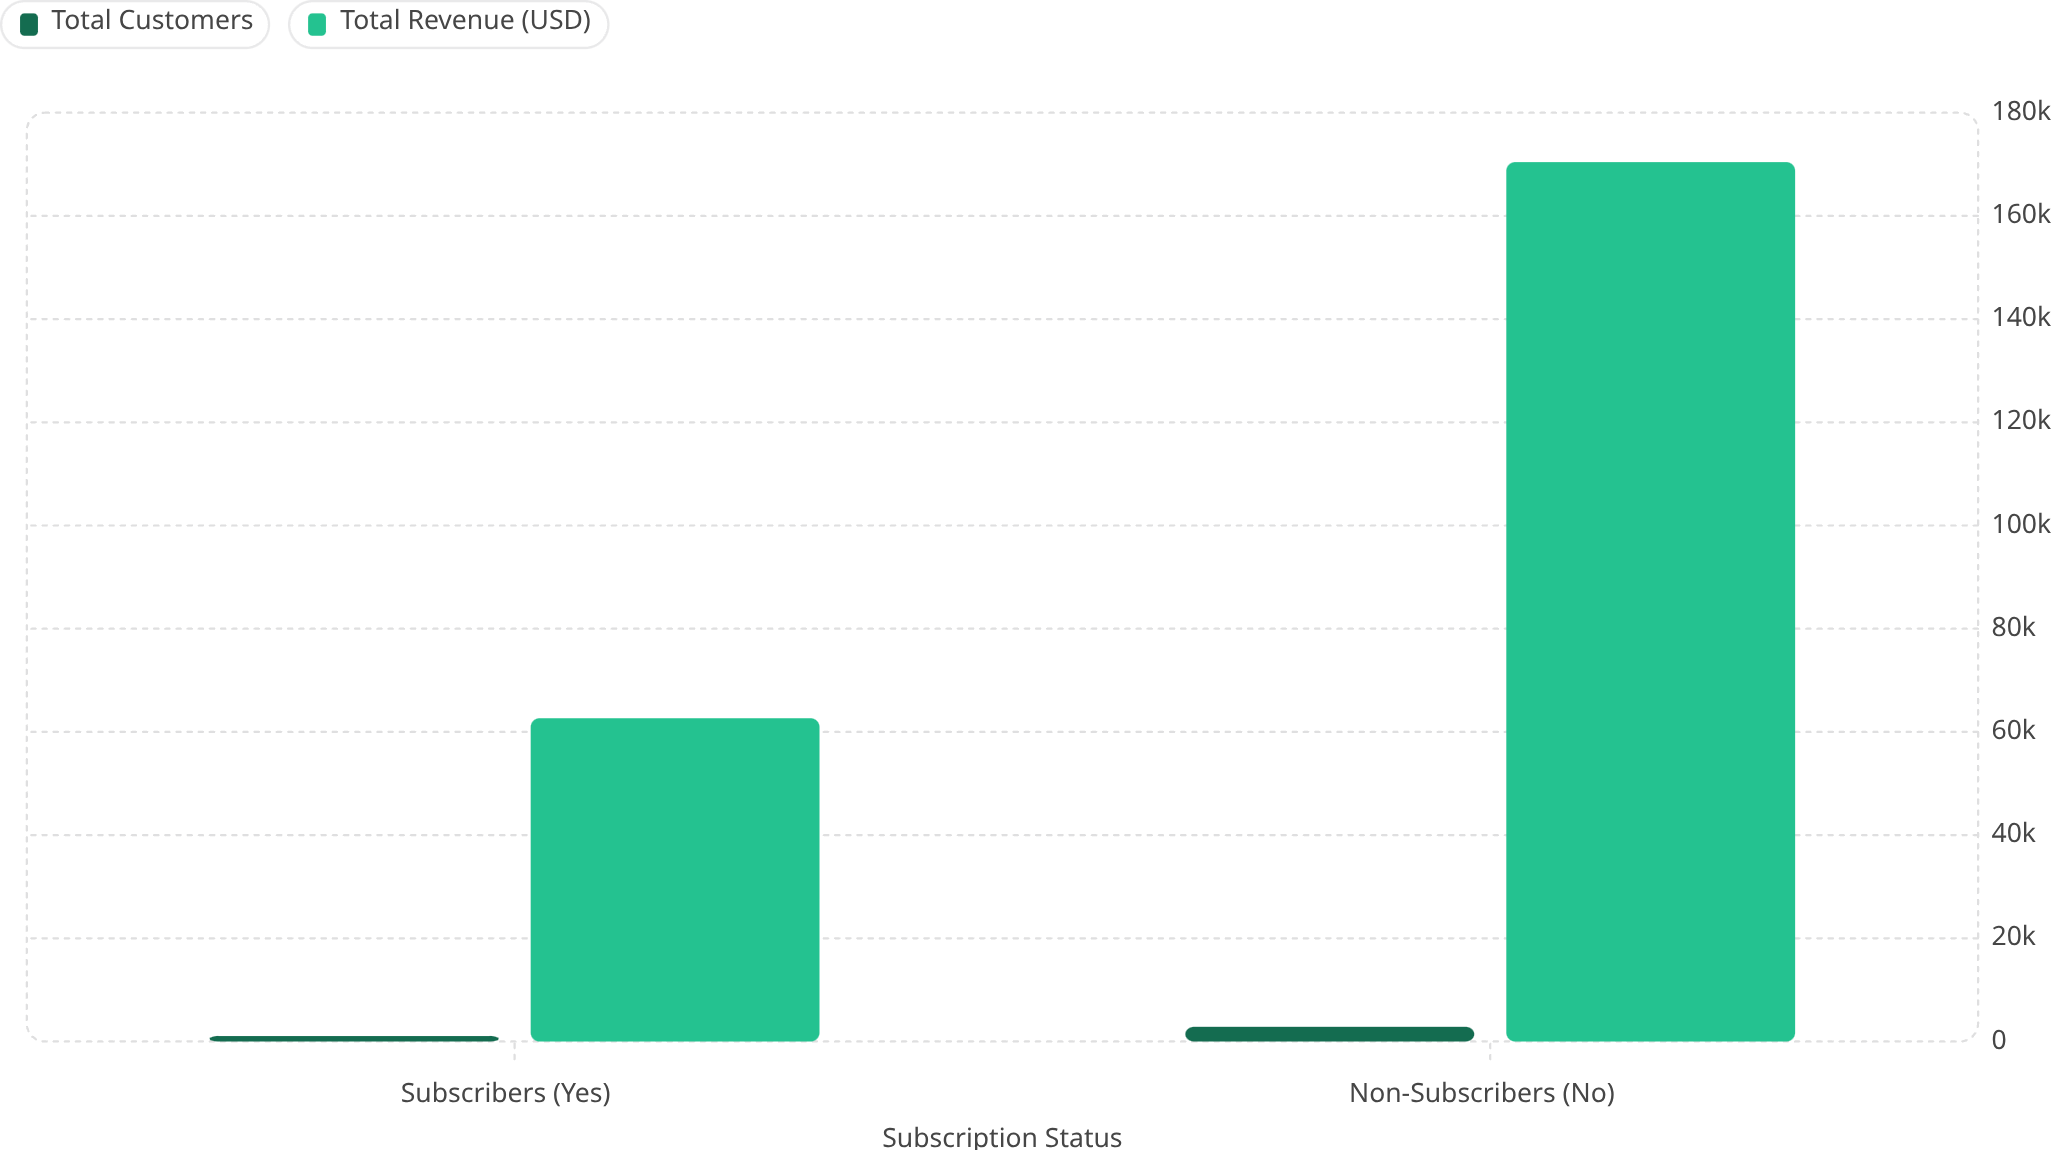 Total Customers
Total Revenue (USD)
180k
160k
140k
120k
100k
80k
60k
40k
20k
0
Subscribers (Yes)
Non-Subscribers (No)
Subscription Status